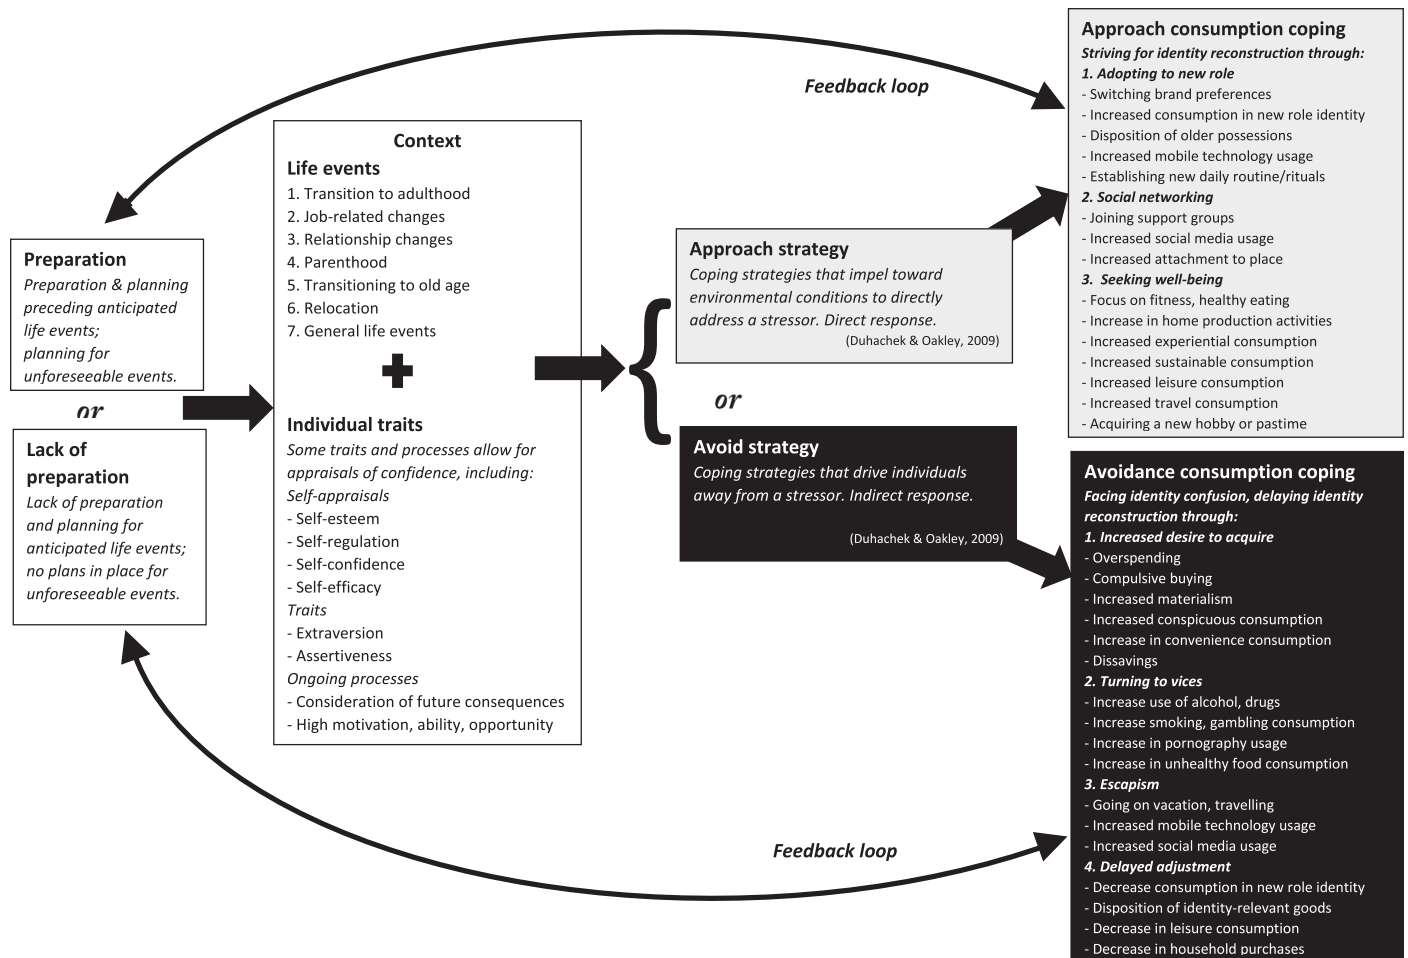 Feedback loop
Preparation
Preparation & planning
preceding anticipated
life events;
planning for
unforeseeable events.
or
Lack of
preparation
Lack of preparation
and planning for
anticipated life events;
no plans in place for
unforeseeable events.
Context
Life events
1. Transition to adulthood
2. Job-related changes
3. Relationship changes
4. Parenthood
5. Transitioning to old age
6. Relocation
7. General life events
Individual traits
Some traits and processes allow for
appraisals of confidence, including:
Self-appraisals
- Self-esteem
- Self-regulation
- Self-confidence
- Self-efficacy
Traits
- Extraversion
- Assertiveness
Ongoing processes
- Consideration of future consequences
- High motivation, ability, opportunity
Approach strategy
Coping strategies that impel toward
environmental conditions to directly
address a stressor. Direct response.
(Duhachek & Oakley, 2009)
or
Avoid strategy
Coping strategies that drive individuals
away from a stressor. Indirect response.
(Duhachek & Oakley, 2009)
Approach consumption coping
Striving for identity reconstruction through:
1. Adopting to new role
- Switching brand preferences
- Increased consumption in new role identity
- Disposition of older possessions
- Increased mobile technology usage
- Establishing new daily routine/rituals
2. Social networking
- Joining support groups
- Increased social media usage
- Increased attachment to place
3. Seeking well-being
- Focus on fitness, healthy eating
- Increase in home production activities
- Increased experiential consumption
- Increased sustainable consumption
- Increased leisure consumption
- Increased travel consumption
- Acquiring a new hobby or pastime
Avoidance consumption coping
Facing identity confusion, delaying identity
reconstruction through:
1. Increased desire to acquire
- Overspending
- Compulsive buying
- Increased materialism
- Increased conspicuous consumption
- Increase in convenience consumption
- Dissavings
2. Turning to vices
- Increase use of alcohol, drugs
- Increase smoking, gambling consumption
- Increase in pornography usage
- Increase in unhealthy food consumption
3. Escapism
- Going on vacation, travelling
- Increased mobile technology usage
- Increased social media usage
4. Delayed adjustment
- Decrease consumption in new role identity
- Disposition of identity-relevant goods
- Decrease in leisure consumption
- Decrease in household purchases
Feedback loop